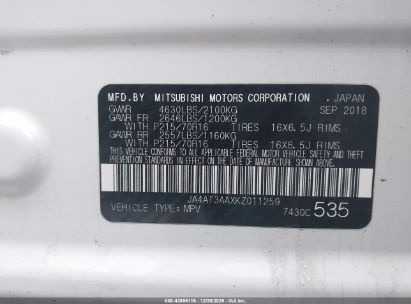 MFD.BY MITSUBISHI MOTORS CORPORATION . JAPAN
GVWR 4630LBS/2100KG SEP 2018
GAWR FR 2646LBS/1200KG
WITH P215/70R16 TIRES 16X6.5J RIMS
GAWR RR 2557LBS/1160KG
WITH P215/70R16 TIRES 16X6.5J RIMS
THIS VEHICLE CONFORMS TO ALL APPLICABLE FEDERAL MOTOR
VEHICLE SAFETY AND THEFT PREVENTION STANDARDS IN EFFECT
ON THE DATE OF MANUFACTURE SHOWN ABOVE.
JA4AT3AAXKZ011259
VEHICLE TYPE:MPV 7430C 535